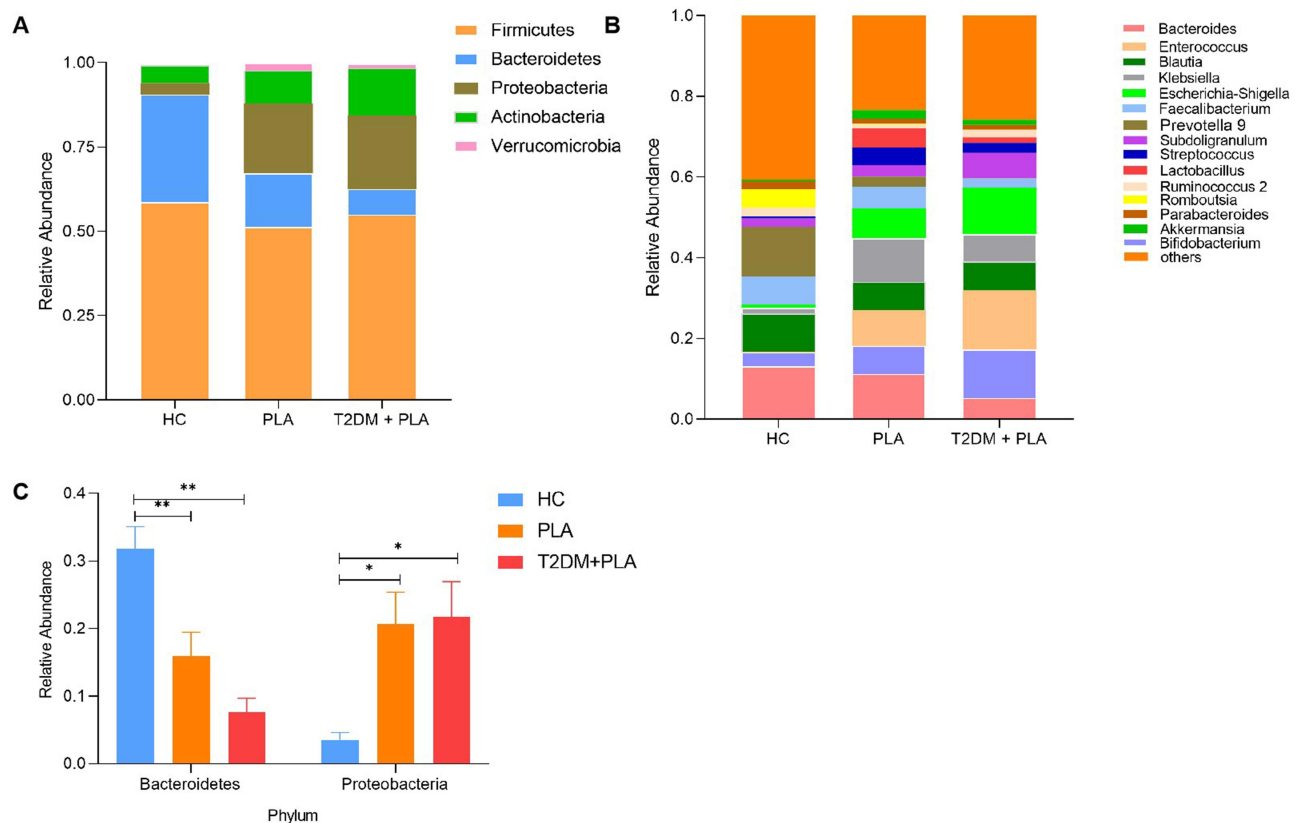 A
Firmicutes
Bacteroidetes
Proteobacteria
Actinobacteria
Verrucomicrobia
1.00
0.75
0.50
0.25
0.00
Relative Abundance
HC
PLA
T2DM + PLA
B
1.0
0.8
0.6
0.4
0.2
0.0
Relative Abundance
HC
PLA
T2DM + PLA
Bacteroides
Enterococcus
Blautia
Klebsiella
Escherichia-Shigella
Faecalibacterium
Prevotella 9
Subdoligranulum
Streptococcus
Lactobacillus
Ruminococcus 2
Romboutsia
Parabacteroides
Akkermansia
Bifidobacterium
others
C
0.4
0.3
0.2
0.1
0.0
Relative Abundance
**
**
*
*
Bacteroidetes
Proteobacteria
Phylum
HC
PLA
T2DM+PLA